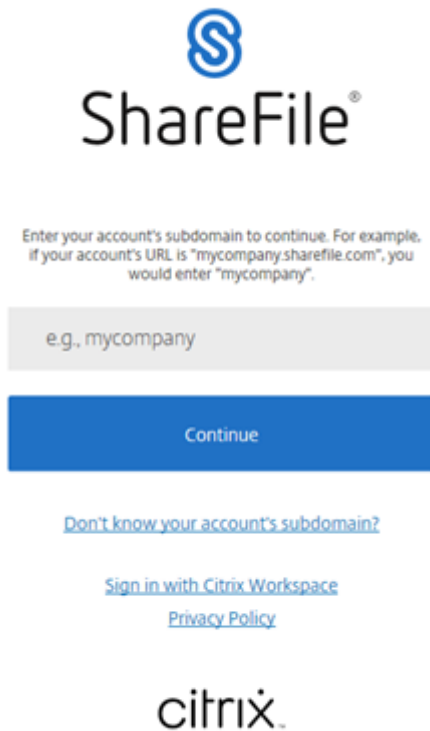 ShareFile®
Enter your account's subdomain to continue. For example,
if your account's URL is "mycompany.sharefile.com", you
would enter "mycompany".
e.g., mycompany
Continue
Don't know your account's subdomain?
Sign in with Citrix Workspace
Privacy Policy
citrix